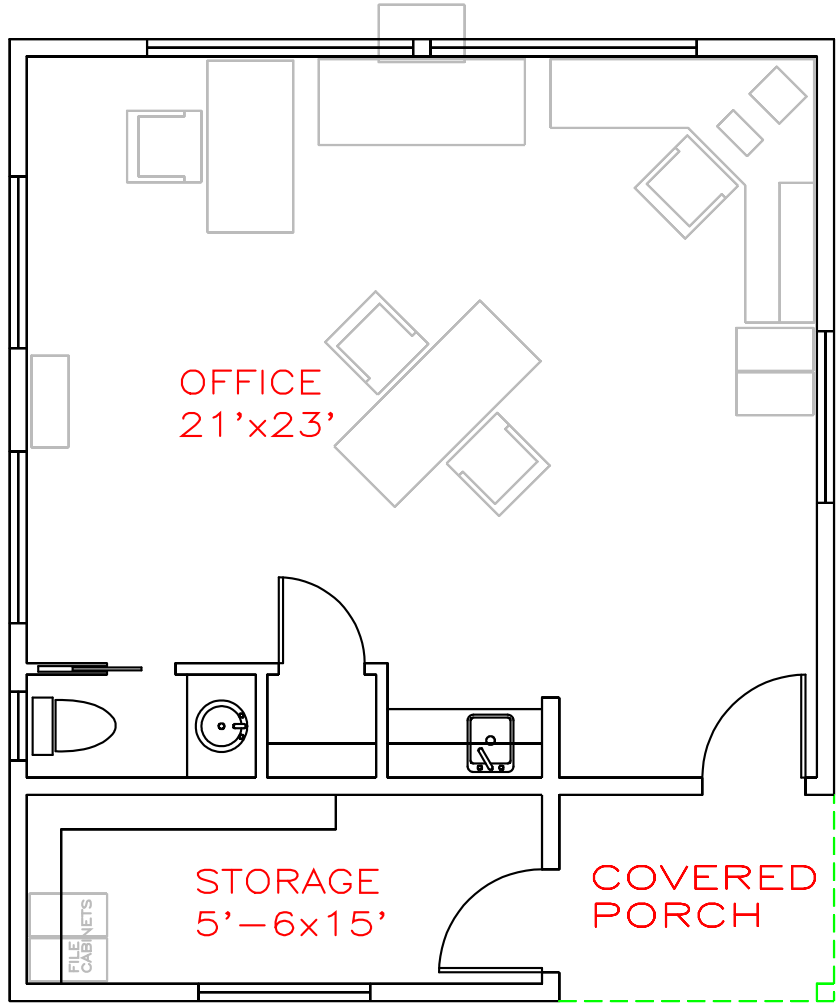 OFFICE
21'x23'
STORAGE
5'-6x15'
COVERED
PORCH
FILE
CABINETS